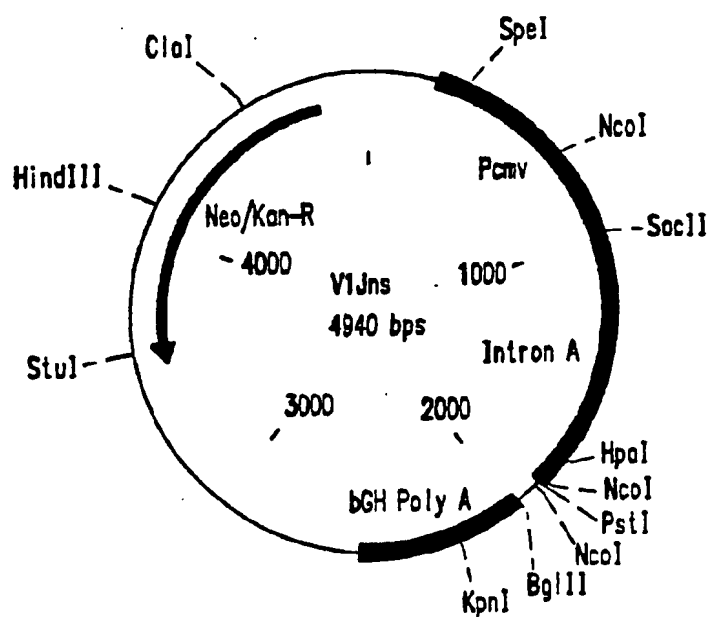 SpeI
ClaI
NcoI
Pcmv
HindIII
Neo/Kan-R
SacII
4000
V1Jns
1000
4940 bps
Intron A
StuI
3000
2000
HpaI
NcoI
bGH Poly A
PstI
NcoI
BglII
KpnI